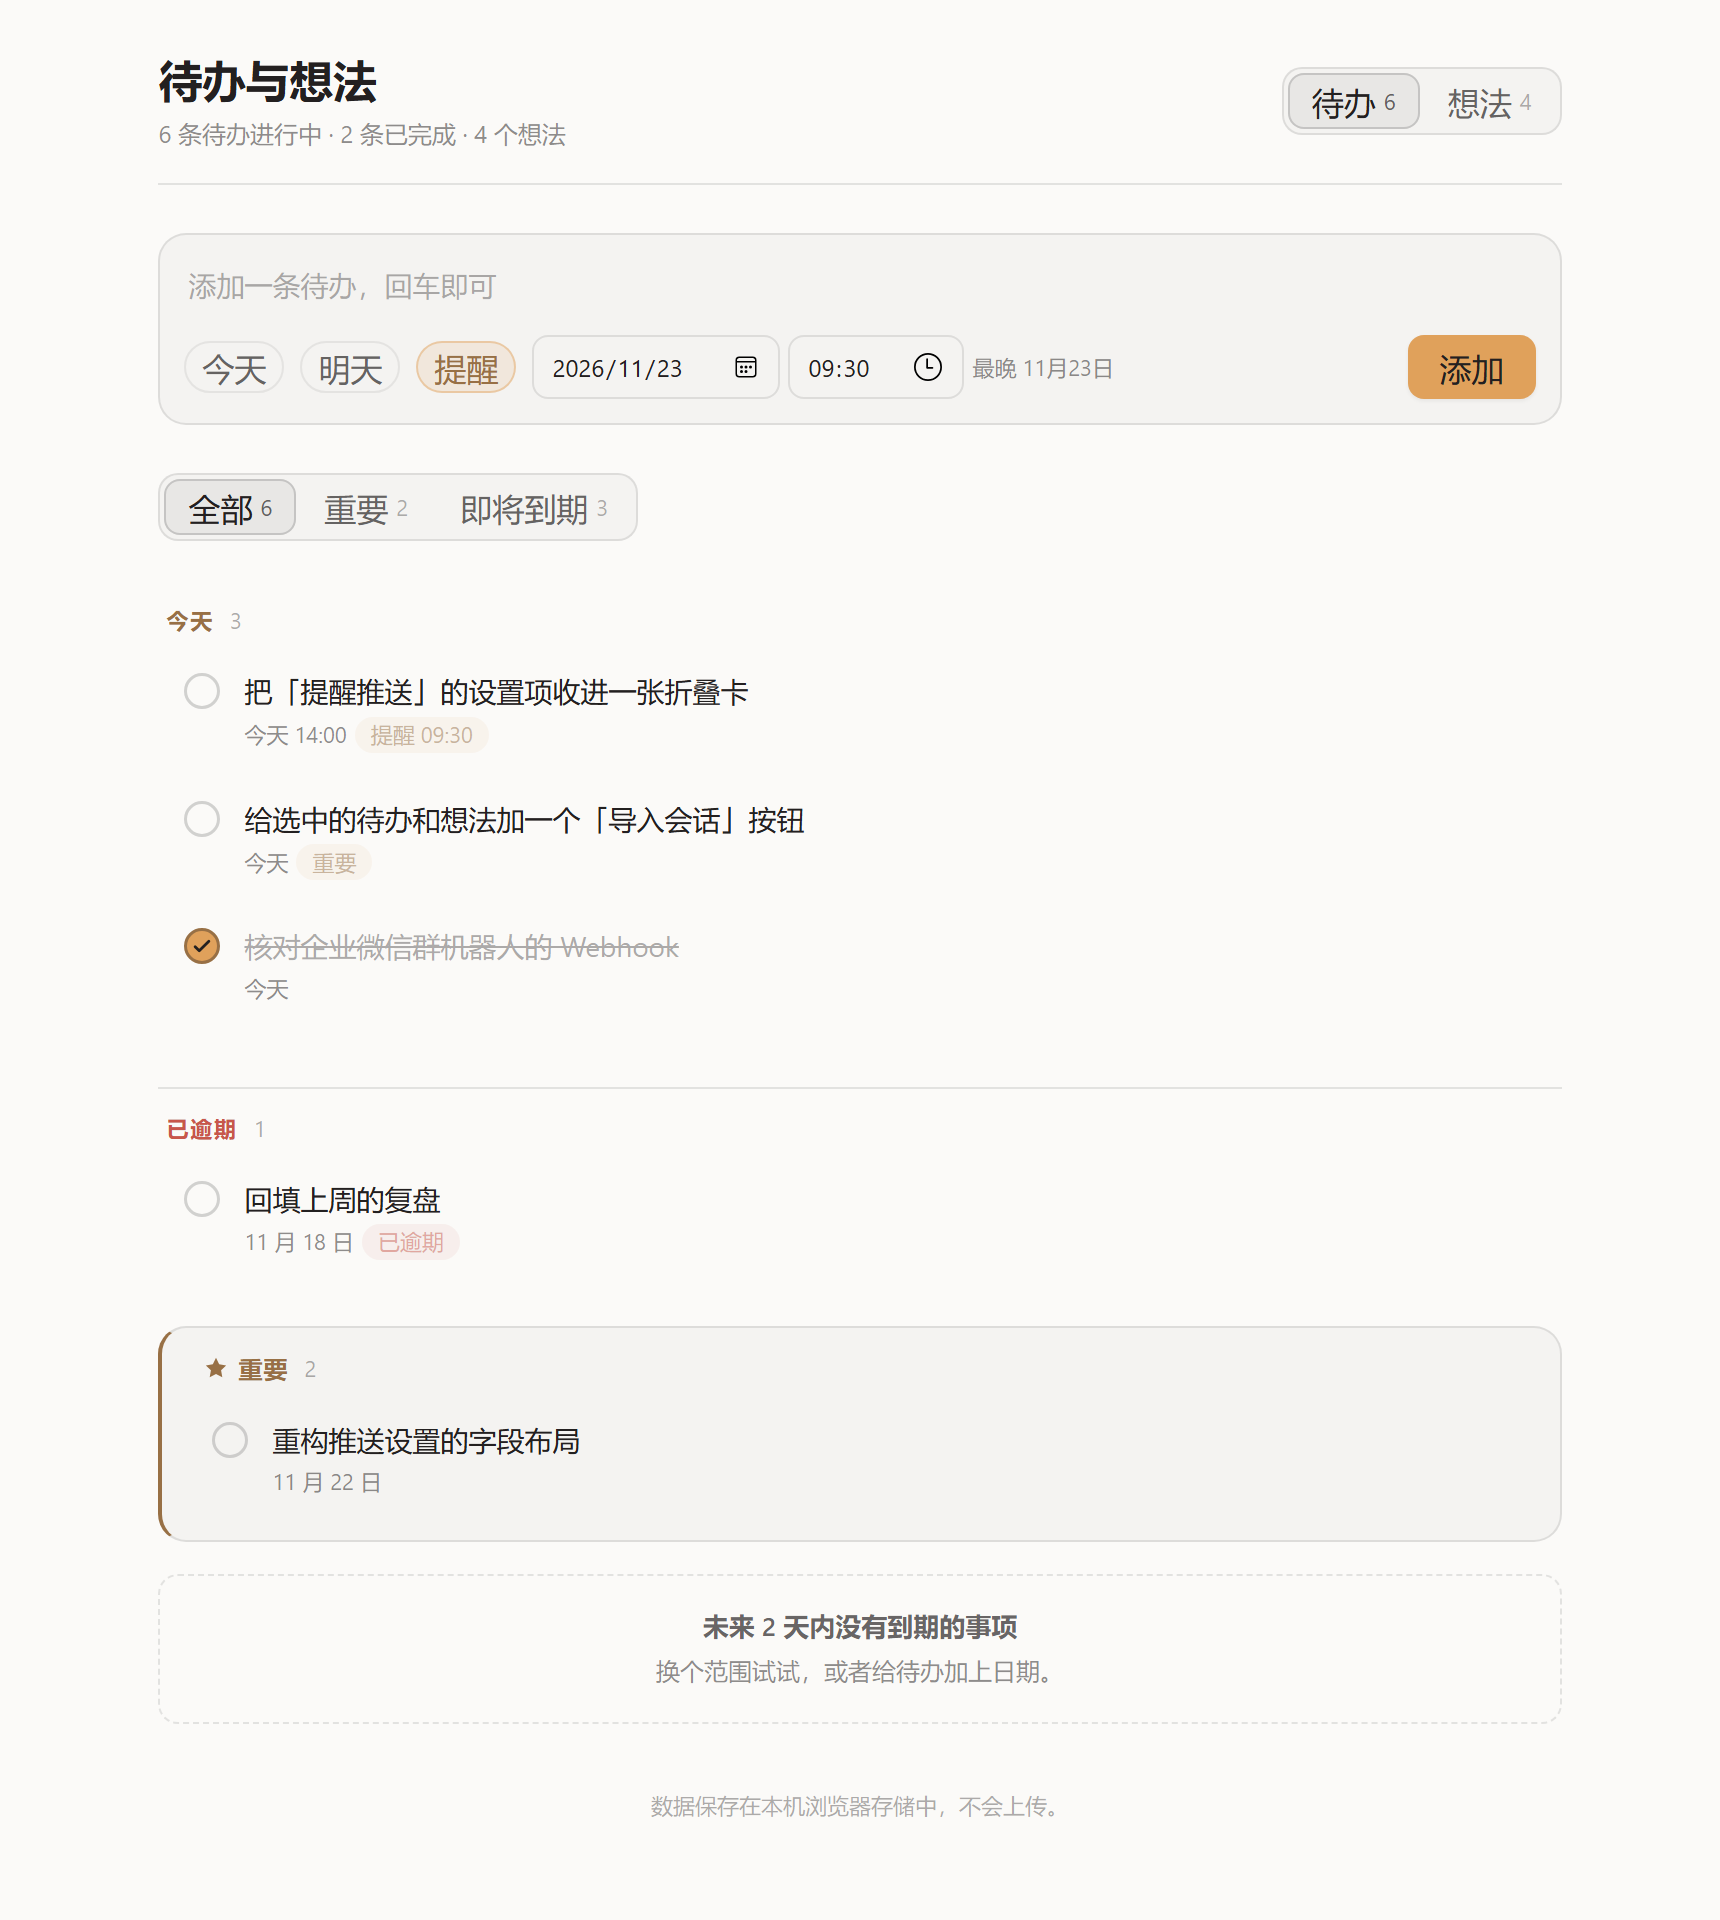 待办与想法
6 条待办进行中 · 2 条已完成 · 4 个想法
待办 6 想法 4
添加一条待办，回车即可
今天 明天 提醒 2026/11/23 09:30 最晚 11月23日 添加
全部 6 重要 2 即将到期 3
今天 3
把「提醒推送」的设置项收进一张折叠卡
今天 14:00 提醒 09:30
给选中的待办和想法加一个「导入会话」按钮
今天 重要
核对企业微信群机器人的 Webhook
今天
已逾期 1
回填上周的复盘
11 月 18 日 已逾期
重要 2
重构推送设置的字段布局
11 月 22 日
未来 2 天内没有到期的事项
换个范围试试，或者给待办加上日期。
数据保存在本机浏览器存储中，不会上传。